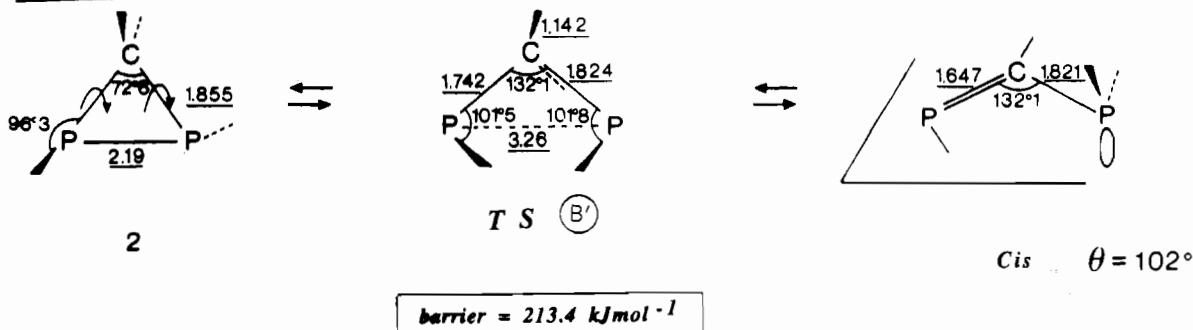 C
72°6
1.855
96°3
P
P
2.19
2
1.142
C
1.742
132°1
1.824
101°5
101°8
P
P
3.26
T S B'
1.647
C
1.821
132°1
P
P
Cis θ = 102°
barrier = 213.4 kJmol⁻¹